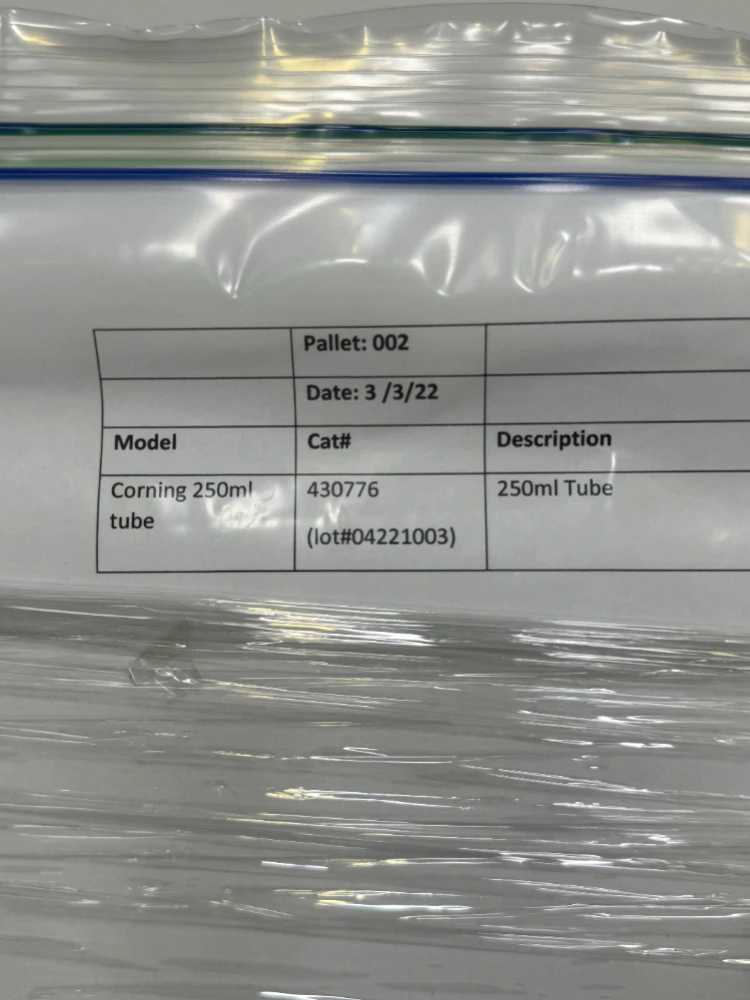 Pallet: 002
Date: 3 /3/22
Model Cat# Description
Corning 250ml tube 430776 250ml Tube
(lot#04221003)